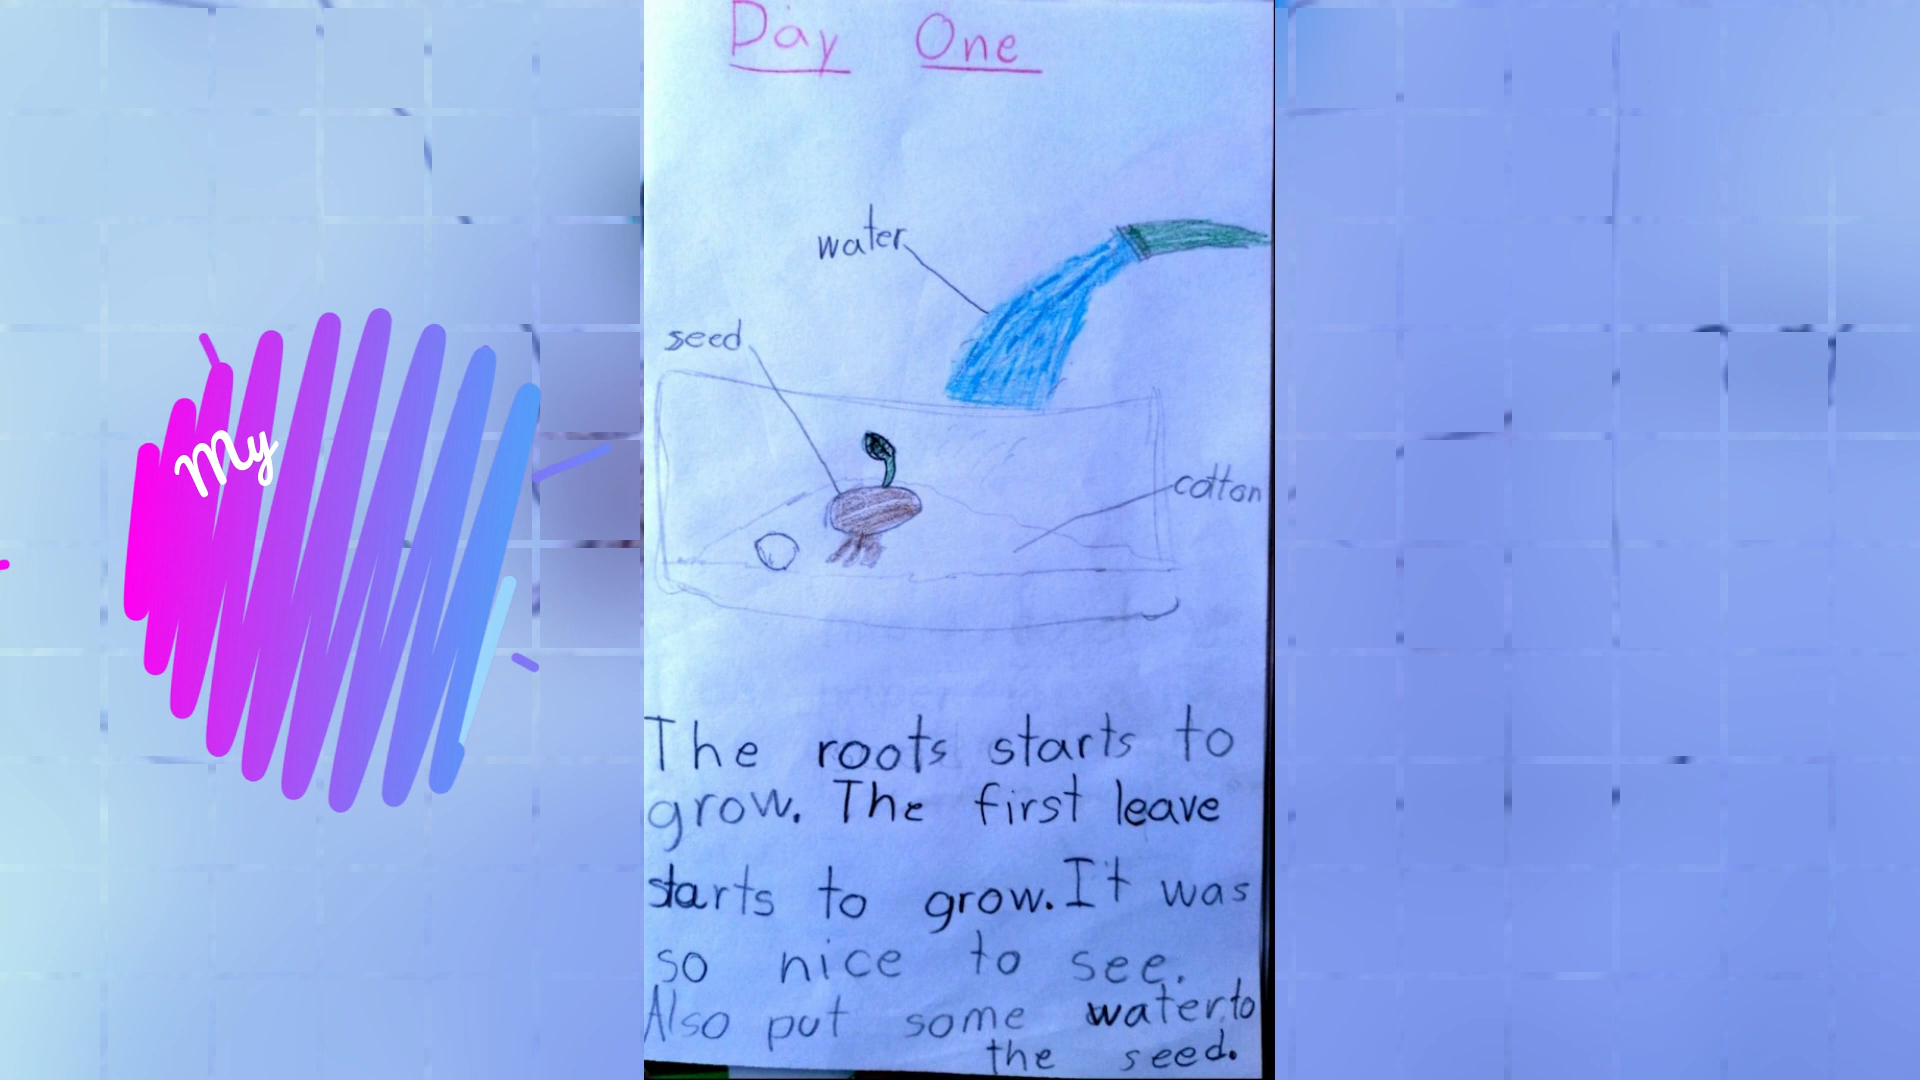 Day One
water
seed
cotton
My
The roots starts to
grow. The first leave
starts to grow. It was
so nice to see.
Also put some water to
the seed.